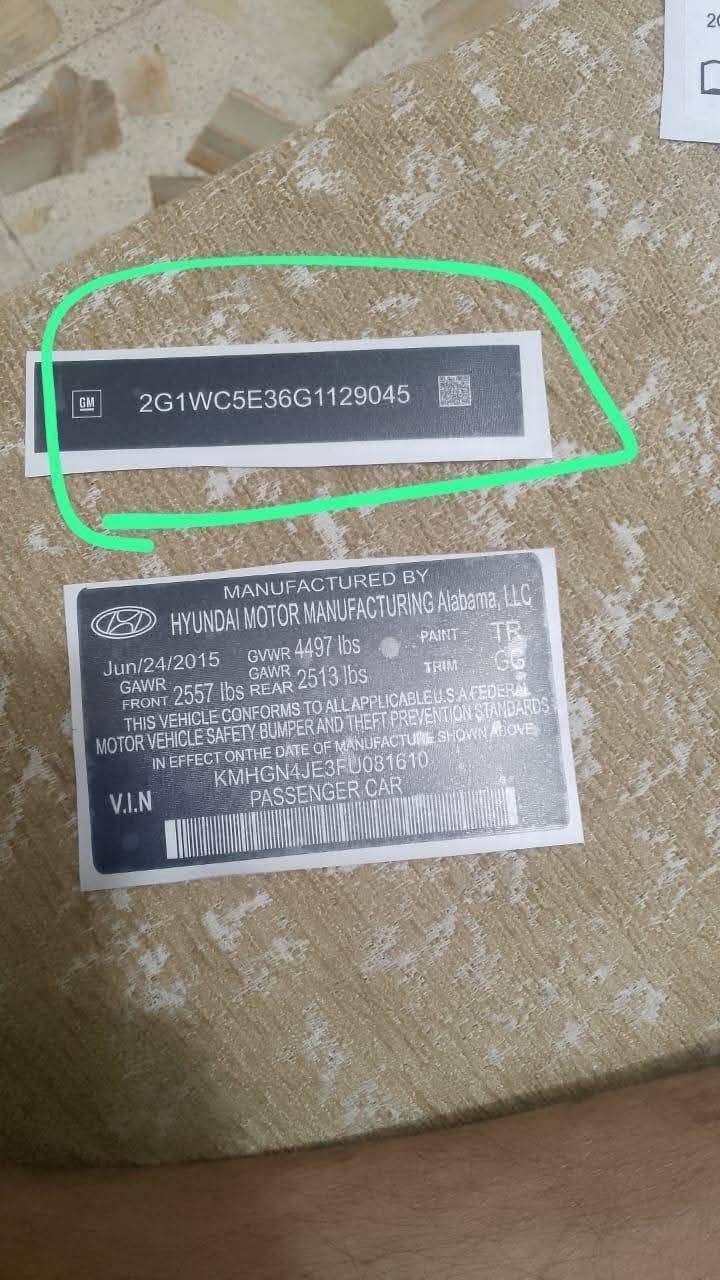 2G
GM
2G1WC5E36G1129045
MANUFACTURED BY
HYUNDAI MOTOR MANUFACTURING Alabama, LLC
Jun/24/2015 GVWR 4497 lbs PAINT TR
GAWR FRONT 2557 lbs GAWR REAR 2513 lbs TRIM GG
THIS VEHICLE CONFORMS TO ALL APPLICABLE U.S.A.FEDERAL
MOTOR VEHICLE SAFETY BUMPER AND THEFT PREVENTION STANDARDS
IN EFFECT ONTHE DATE OF MANUFACTURE SHOWN ABOVE
KMHGN4JE3FU081610
V.I.N PASSENGER CAR